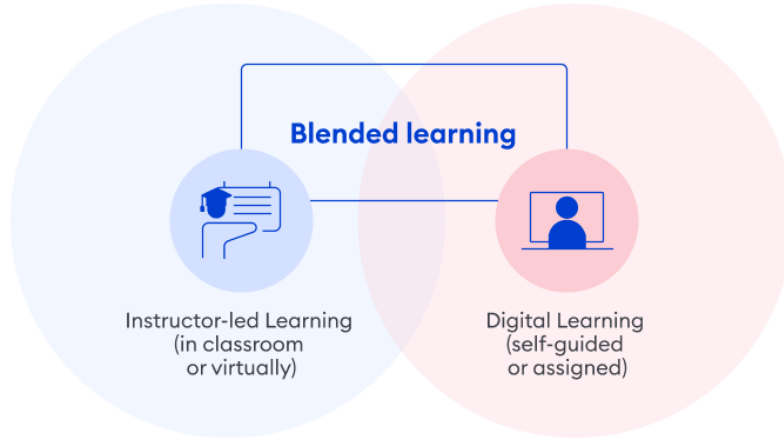 Blended learning
Instructor-led Learning
(in classroom
or virtually)
Digital Learning
(self-guided
or assigned)